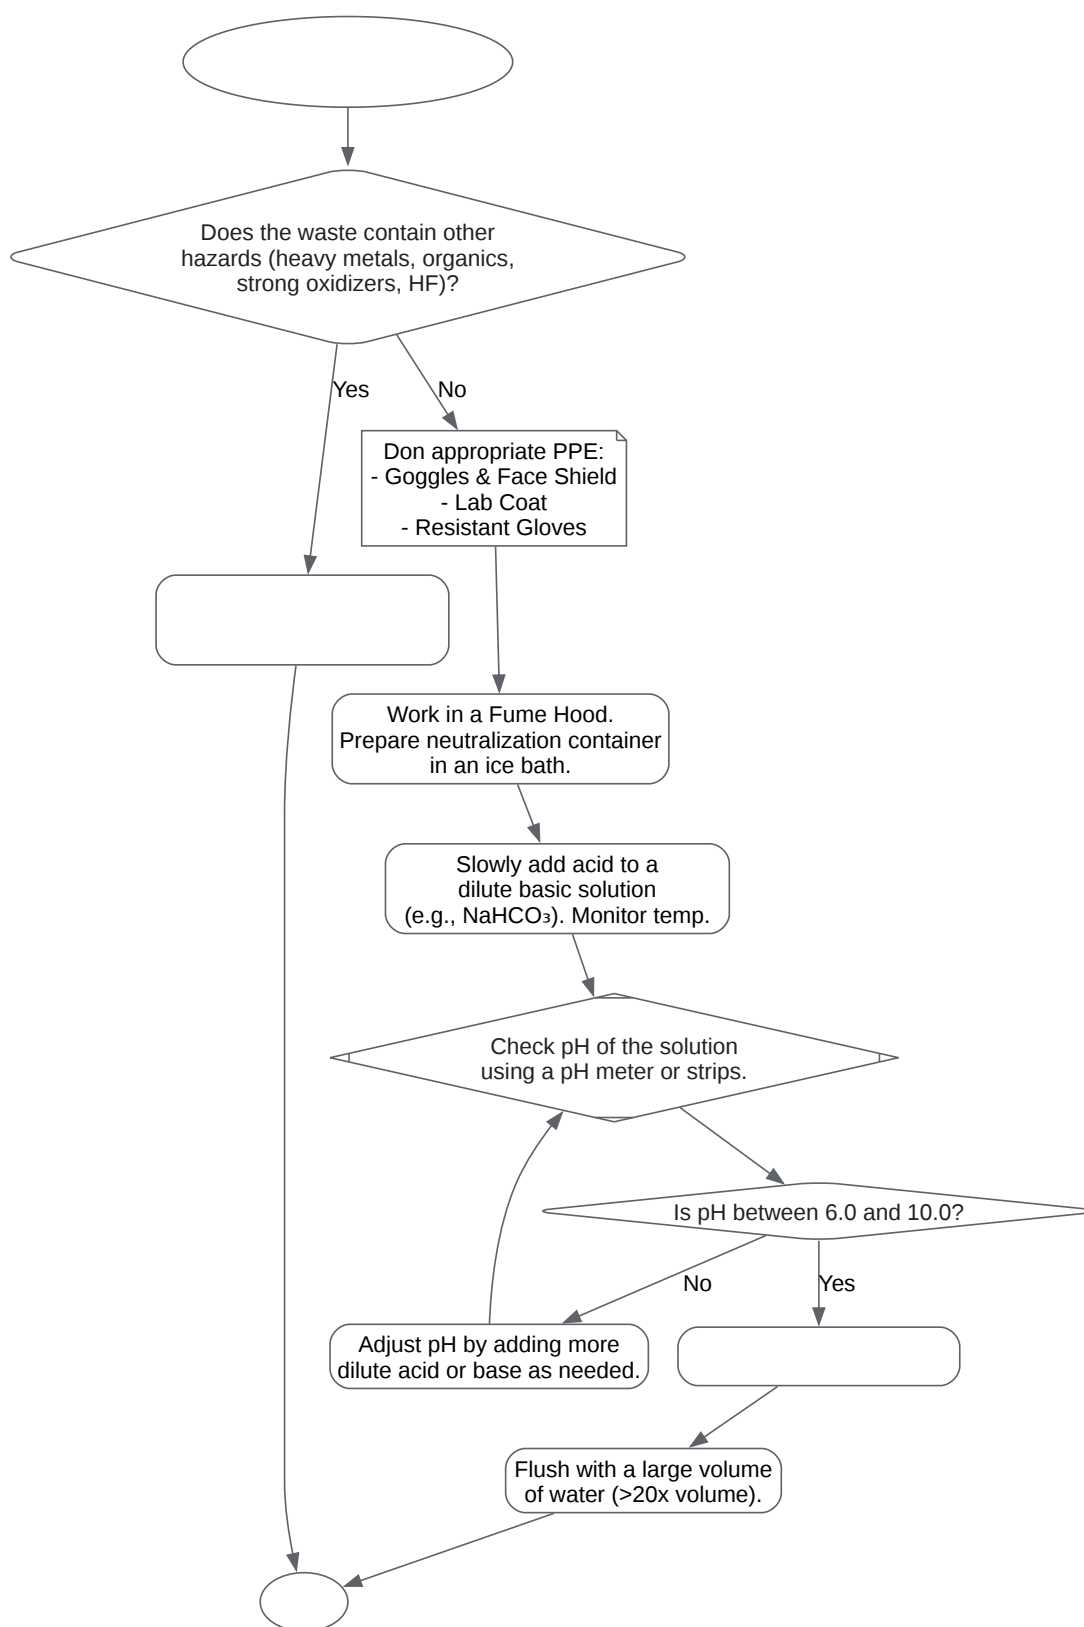 Does the waste contain other
hazards (heavy metals, organics,
strong oxidizers, HF)?
Yes
No
Don appropriate PPE:
- Goggles & Face Shield
- Lab Coat
- Resistant Gloves
Work in a Fume Hood.
Prepare neutralization container
in an ice bath.
Slowly add acid to a
dilute basic solution
(e.g., NaHCO₃). Monitor temp.
Check pH of the solution
using a pH meter or strips.
Is pH between 6.0 and 10.0?
No
Yes
Adjust pH by adding more
dilute acid or base as needed.
Flush with a large volume
of water (>20x volume).